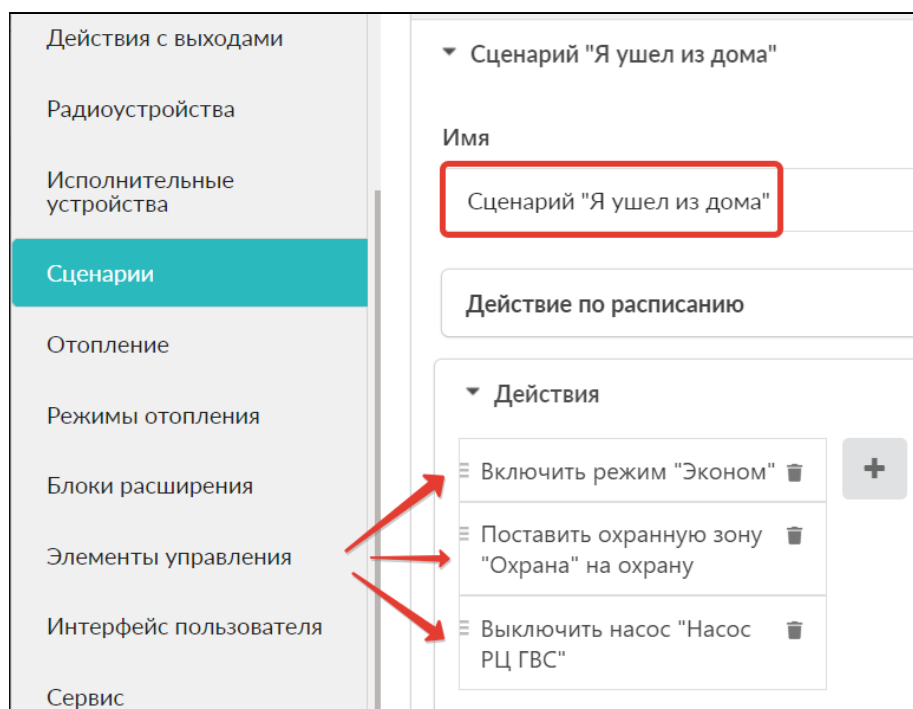 Действия с выходами
Радиоустройства
Исполнительные
устройства
Сценарии
Отопление
Режимы отопления
Блоки расширения
Элементы управления
Интерфейс пользователя
Сервис
Сценарий "Я ушел из дома"
Имя
Сценарий "Я ушел из дома"
Действие по расписанию
Действия
Включить режим "Эконом"
Поставить охранную зону
"Охрана" на охрану
Выключить насос "Насос
РЦ ГВС"